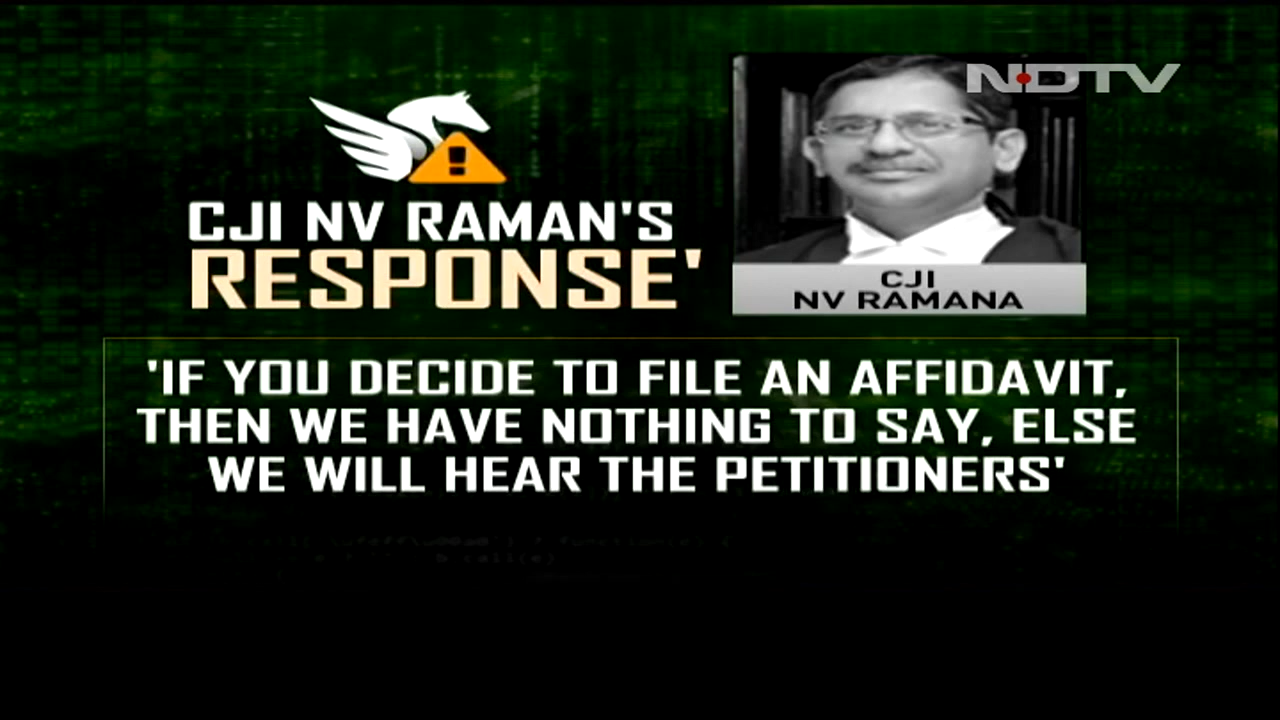 NDTV
CJI NV RAMAN'S
RESPONSE'
CJI
NV RAMANA
'IF YOU DECIDE TO FILE AN AFFIDAVIT,
THEN WE HAVE NOTHING TO SAY, ELSE
WE WILL HEAR THE PETITIONERS'